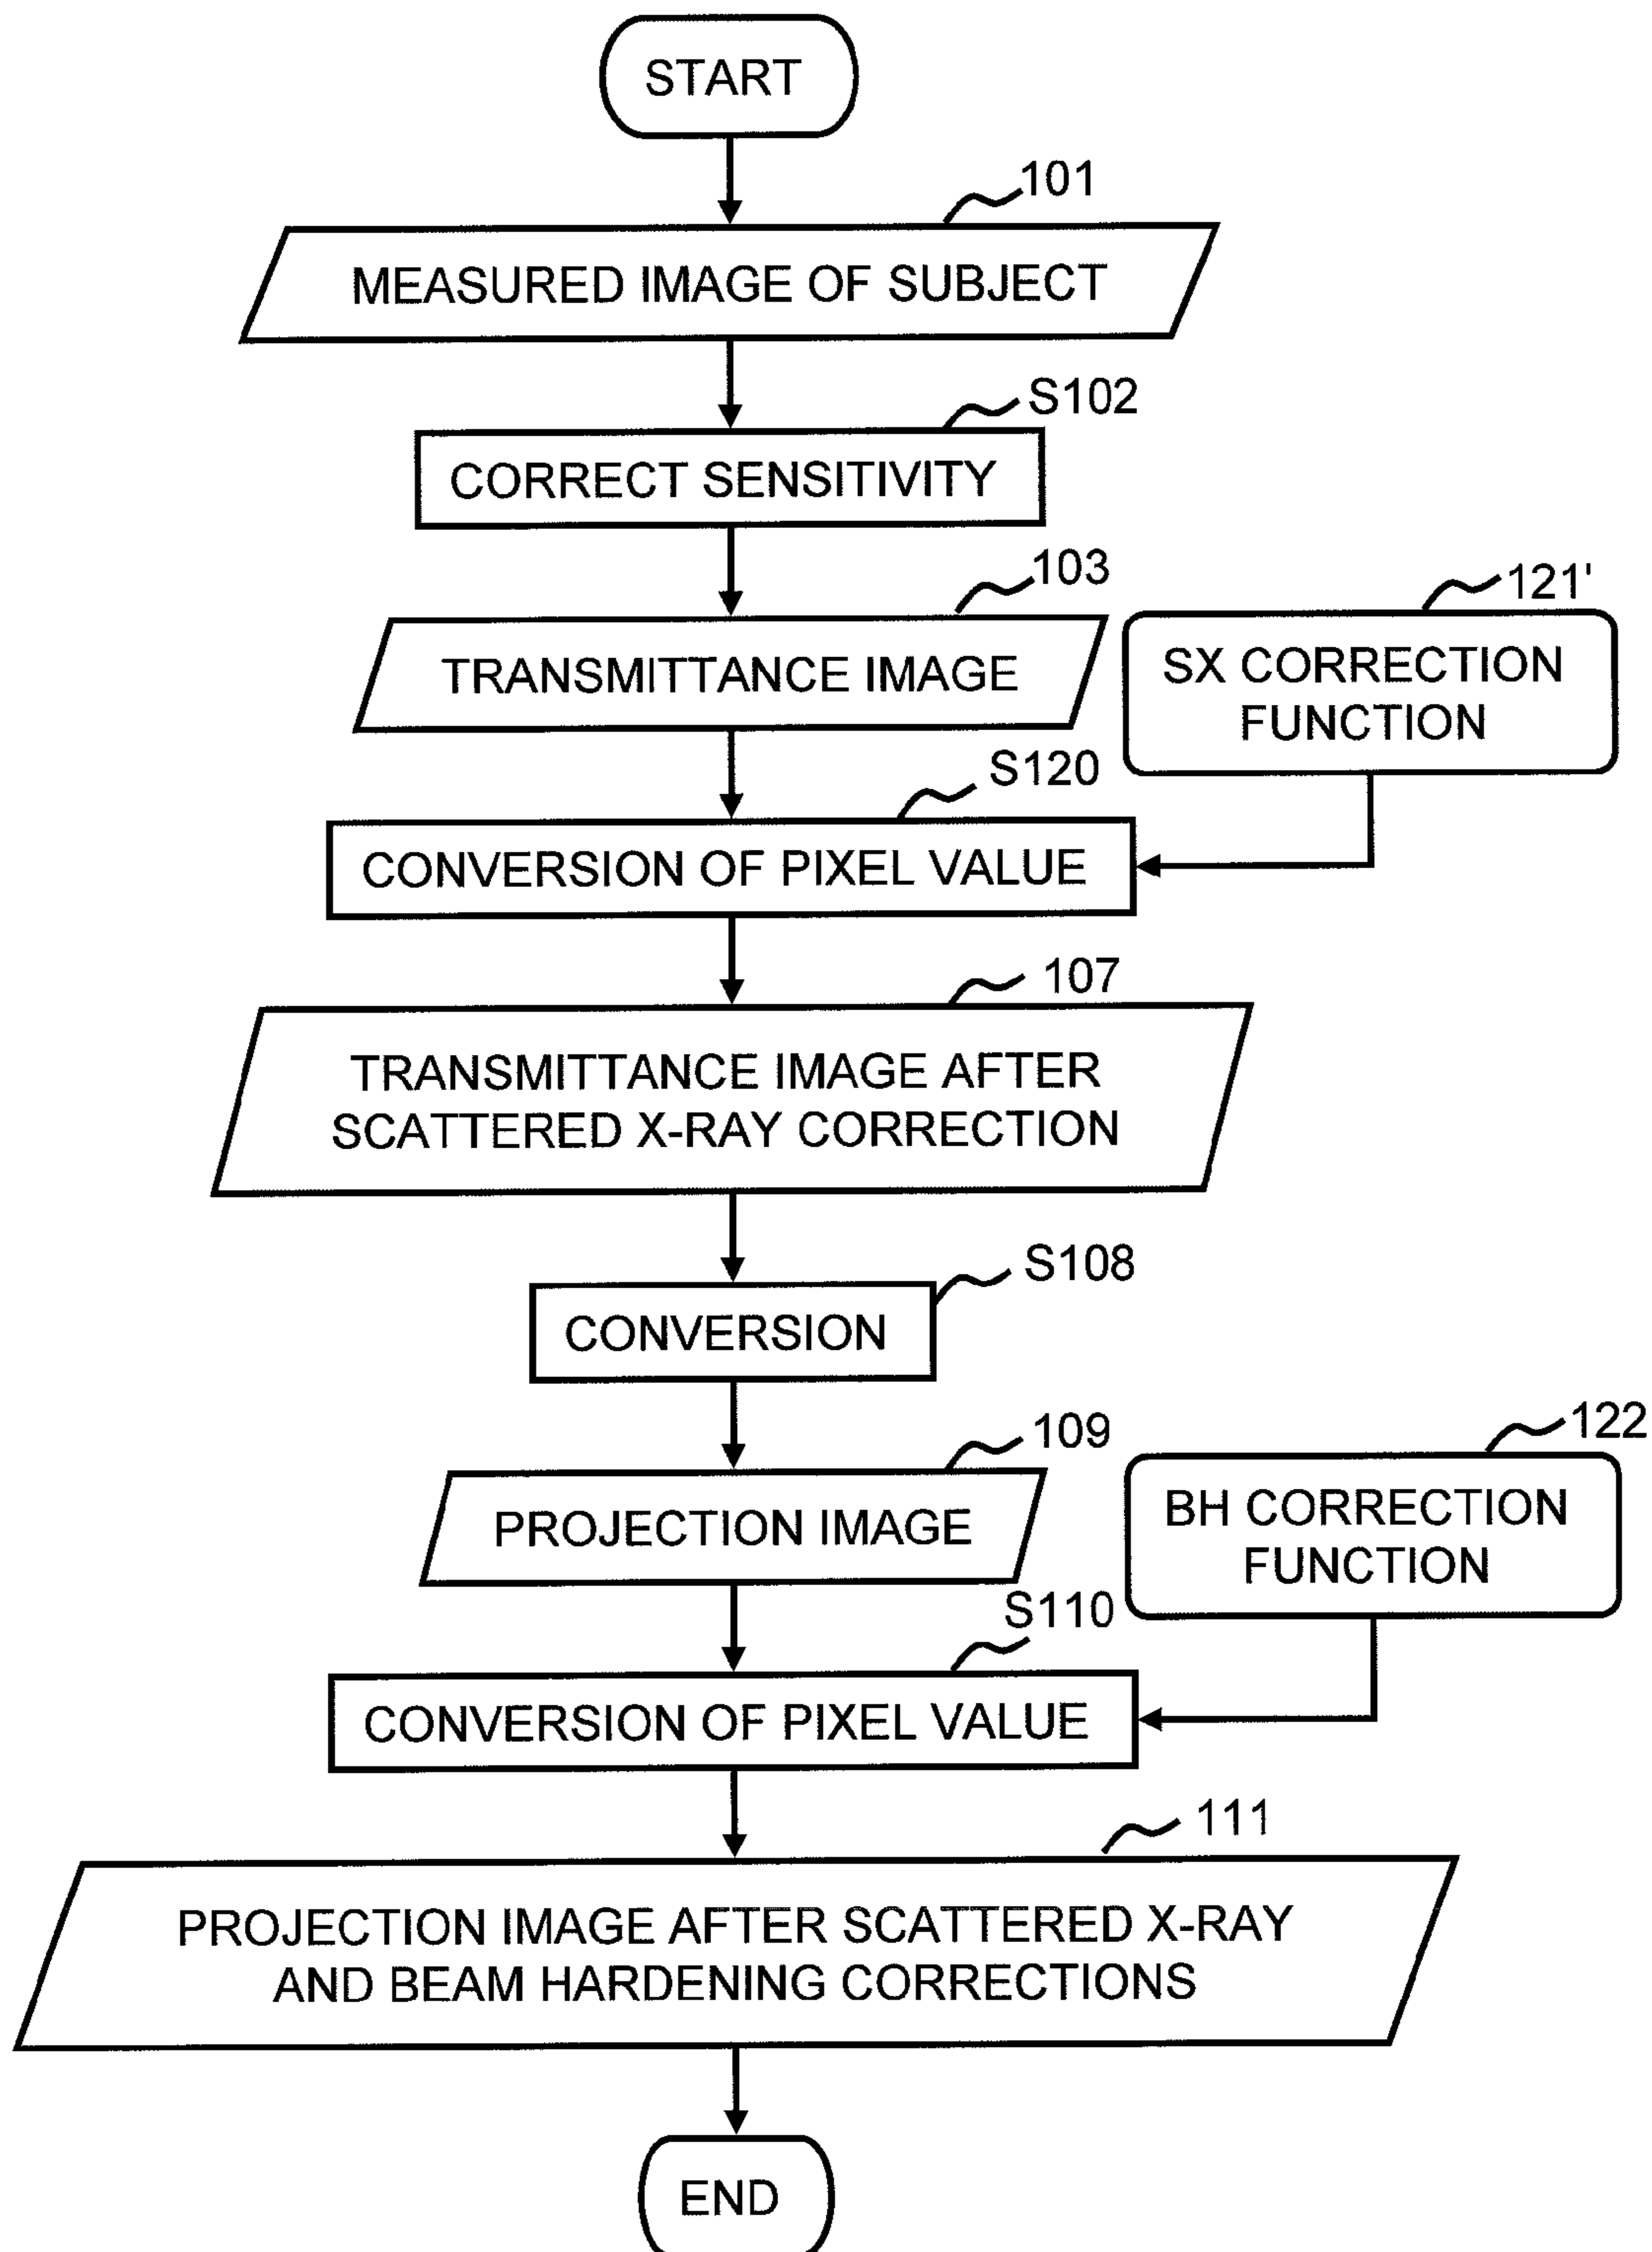 START
101
MEASURED IMAGE OF SUBJECT
S102
CORRECT SENSITIVITY
103
TRANSMITTANCE IMAGE
121'
SX CORRECTION
FUNCTION
S120
CONVERSION OF PIXEL VALUE
107
TRANSMITTANCE IMAGE AFTER
SCATTERED X-RAY CORRECTION
S108
CONVERSION
109
PROJECTION IMAGE
122
BH CORRECTION
FUNCTION
S110
CONVERSION OF PIXEL VALUE
111
PROJECTION IMAGE AFTER SCATTERED X-RAY
AND BEAM HARDENING CORRECTIONS
END